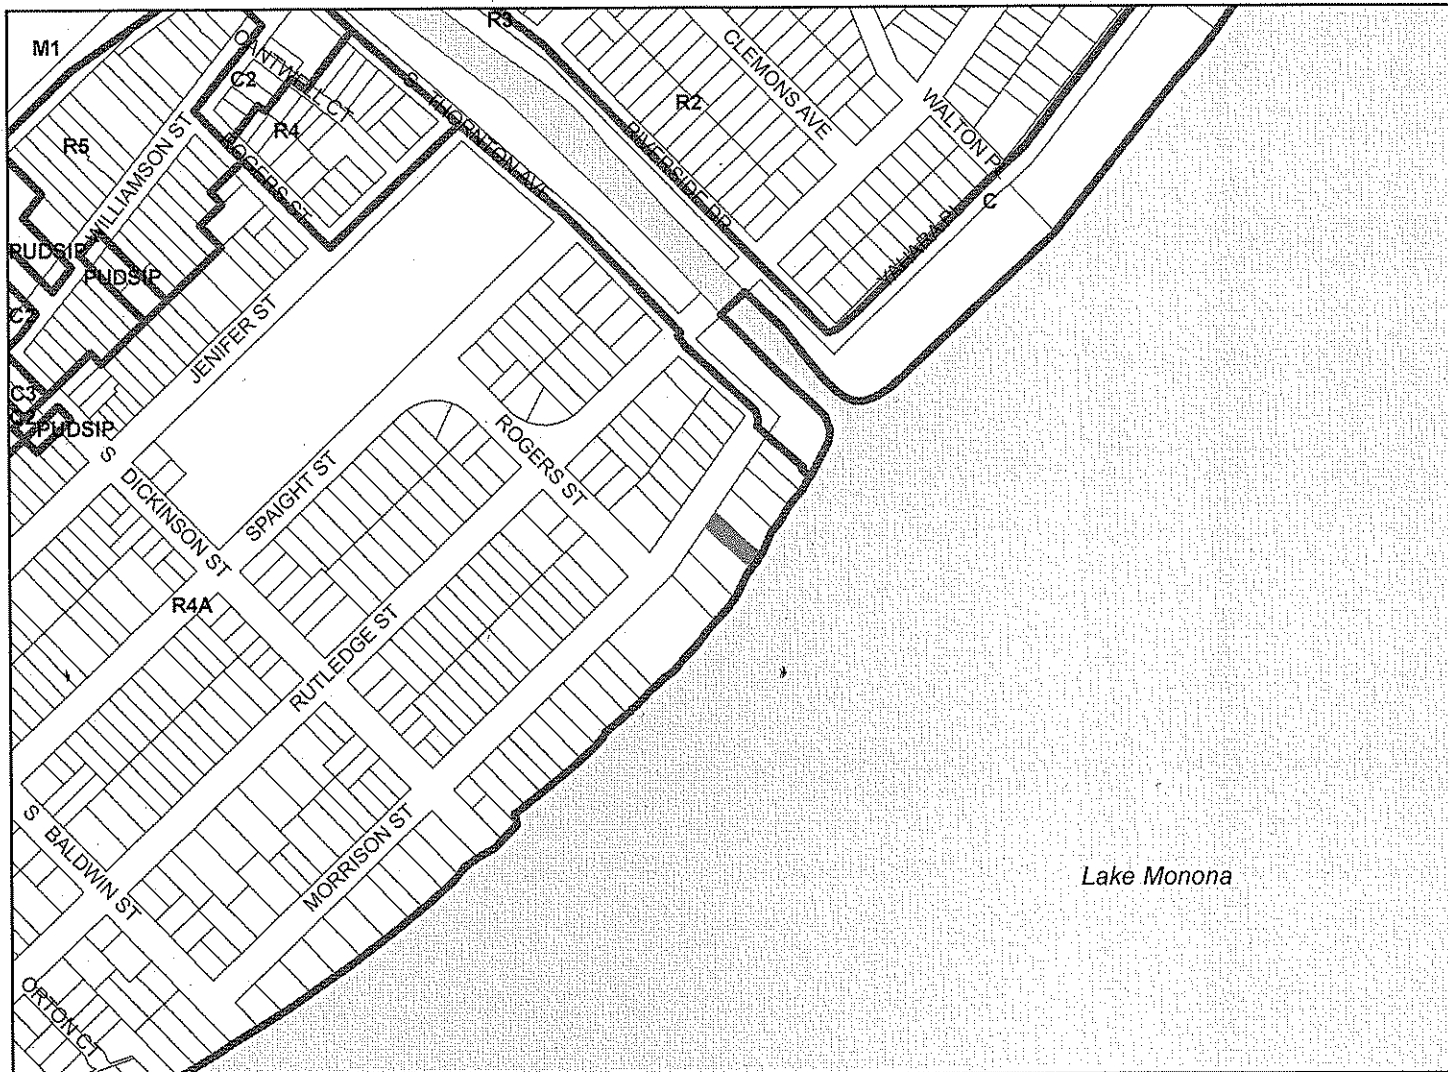 R3
M1
CANTWELL CT
C2
CLEMONS AVE
S THORNTON AVE
R2
WALTON PL
R4
R5
WILLIAMSON ST
ROGERS ST
RIVERSIDE DR
C
YAHARA PL
PUDSIP
PUDSIP
C2
JENIFER ST
C3
PUDSIP
ROGERS ST
S DICKINSON ST
SPAIGHT ST
R4A
RUTLEDGE ST
S BALDWIN ST
MORRISON ST
Lake Monona
ORTON CT